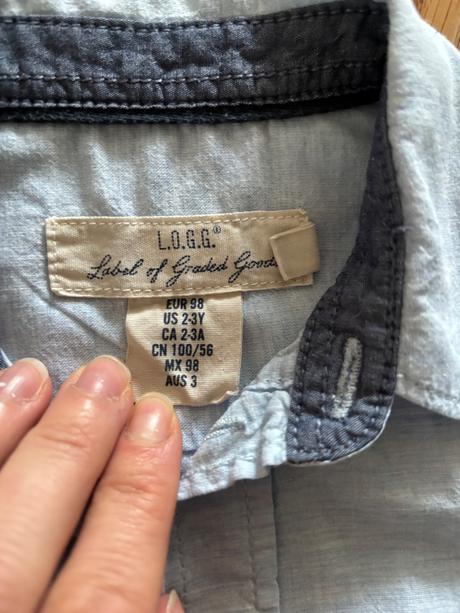 L.O.G.G.®
Label of Graded Goods
EUR 98
US 2-3Y
CA 2-3A
CN 100/56
MX 98
AUS 3